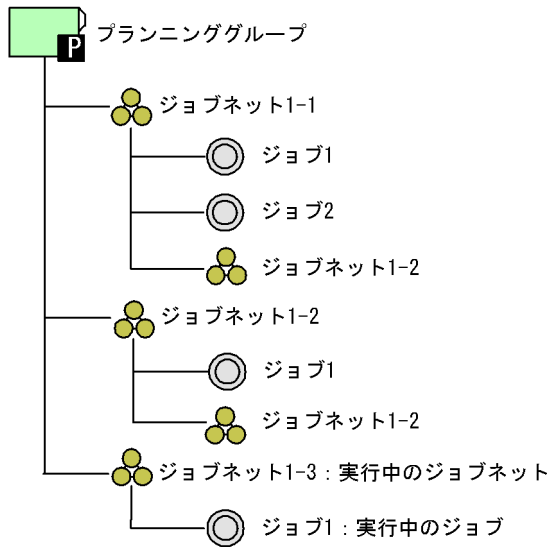 P
プランニンググループ
ジョブネット1-1
ジョブ1
ジョブ2
ジョブネット1-2
ジョブネット1-2
ジョブ1
ジョブネット1-2
ジョブネット1-3：実行中のジョブネット
ジョブ1：実行中のジョブ